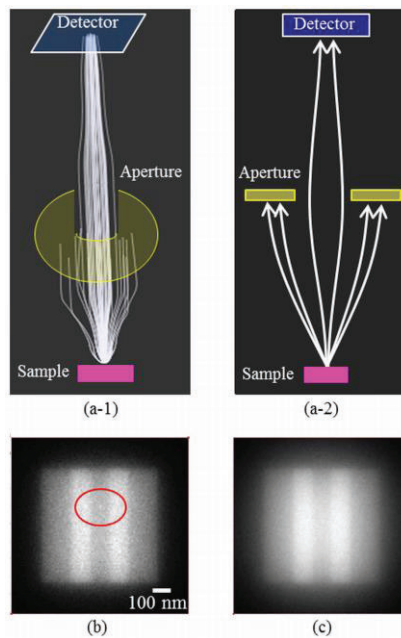 Detector
Aperture
Sample
(a-1)
Detector
Aperture
Sample
(a-2)
100 nm
(b)
(c)